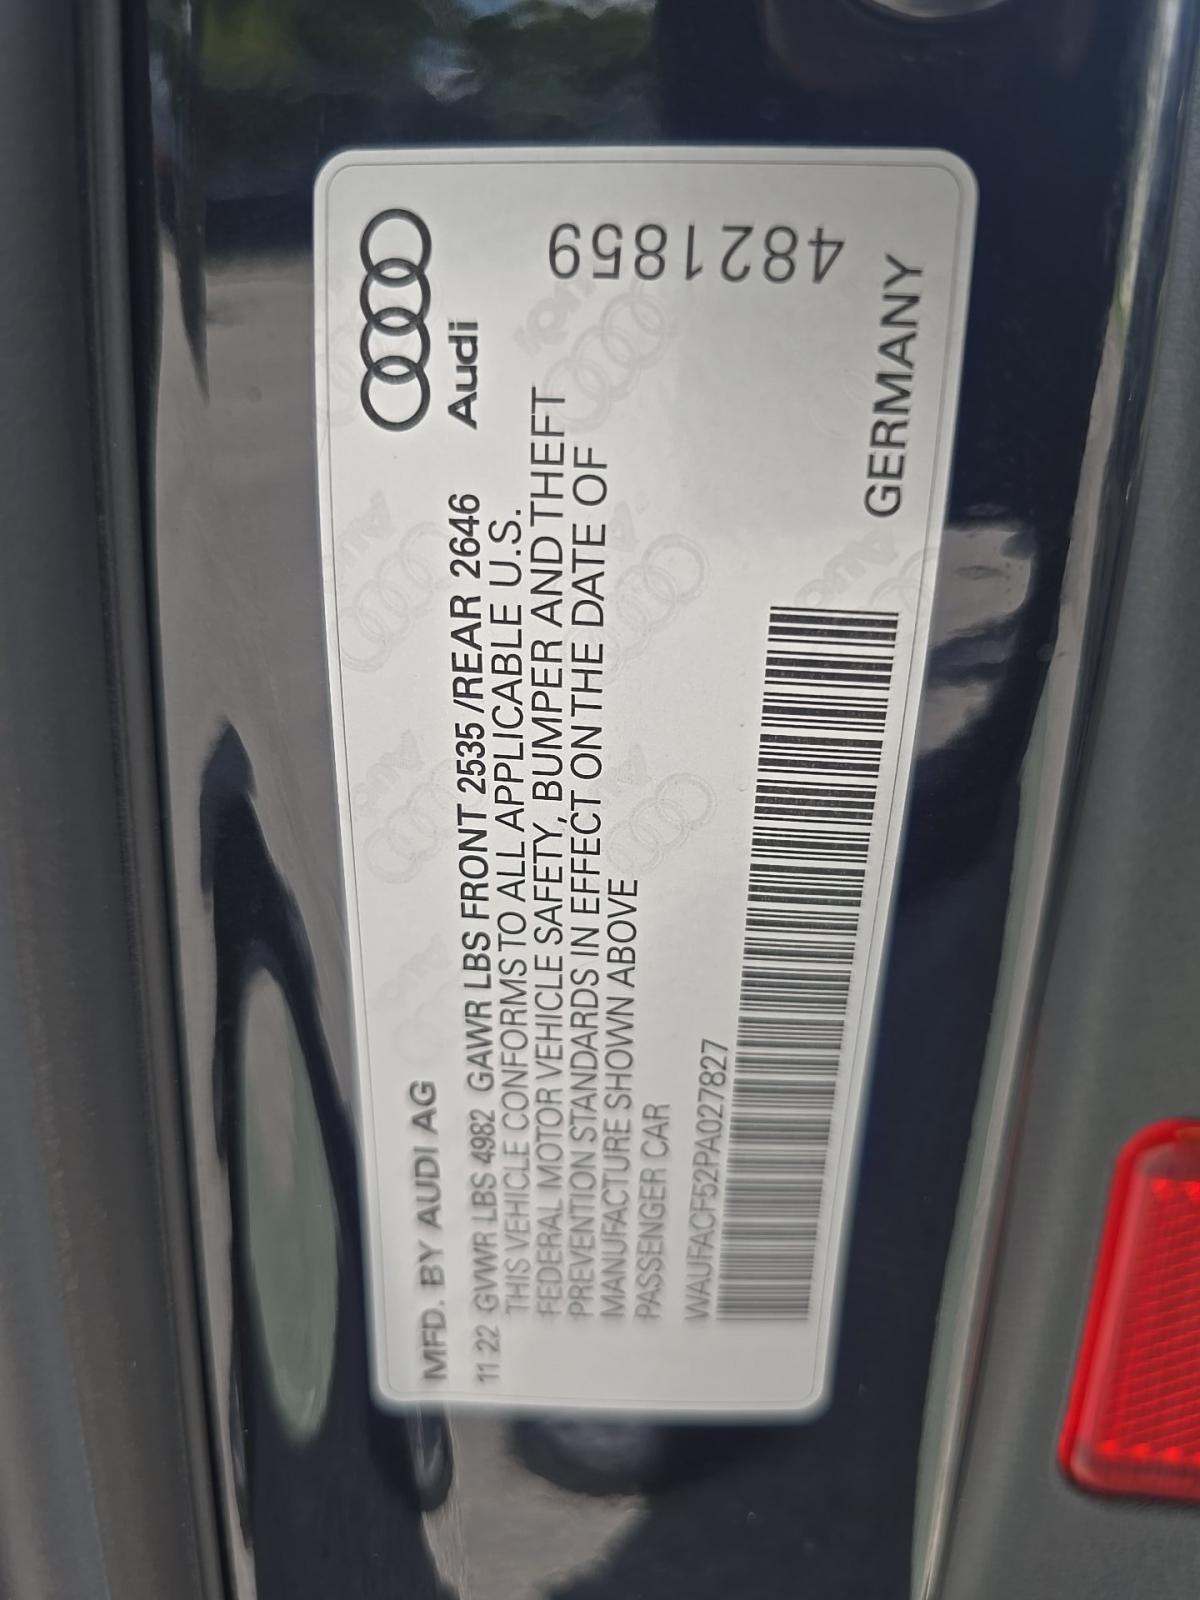 Audi
MFD. BY AUDI AG
11 22 GVWR LBS 4982 GAWR LBS FRONT 2535 /REAR 2646
THIS VEHICLE CONFORMS TO ALL APPLICABLE U.S.
FEDERAL MOTOR VEHICLE SAFETY, BUMPER AND THEFT
PREVENTION STANDARDS IN EFFECT ON THE DATE OF
MANUFACTURE SHOWN ABOVE
PASSENGER CAR
WAUFACF52PA027827
4821859
GERMANY